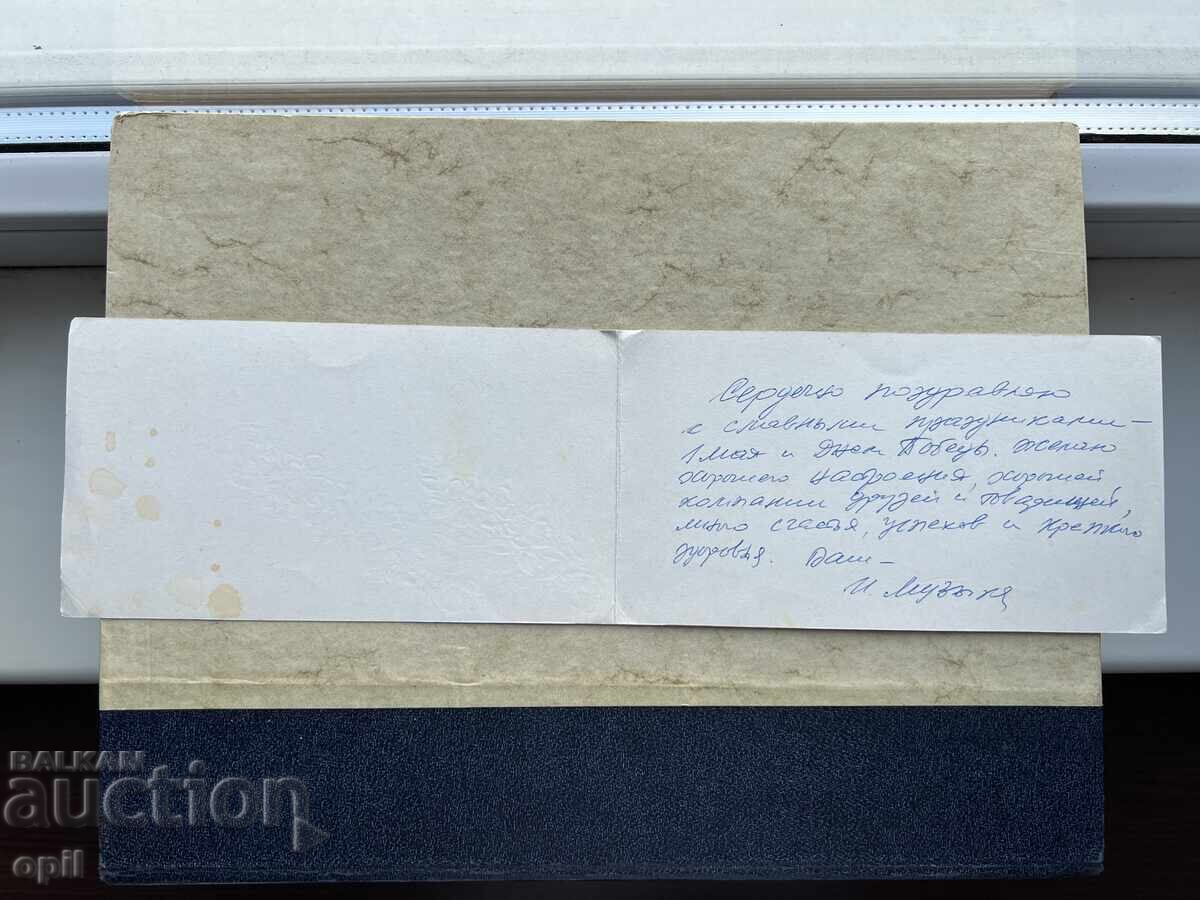 Сердечно поздравляю
с славными праздниками —
1 Мая и Днем Победы. Желаю
хорошего настроения, хорошей
компании друзей и товарищей,
много счастья, успехов и крепкого
здоровья. Ваш —
И. Музыка
BALKAN
auction
opil